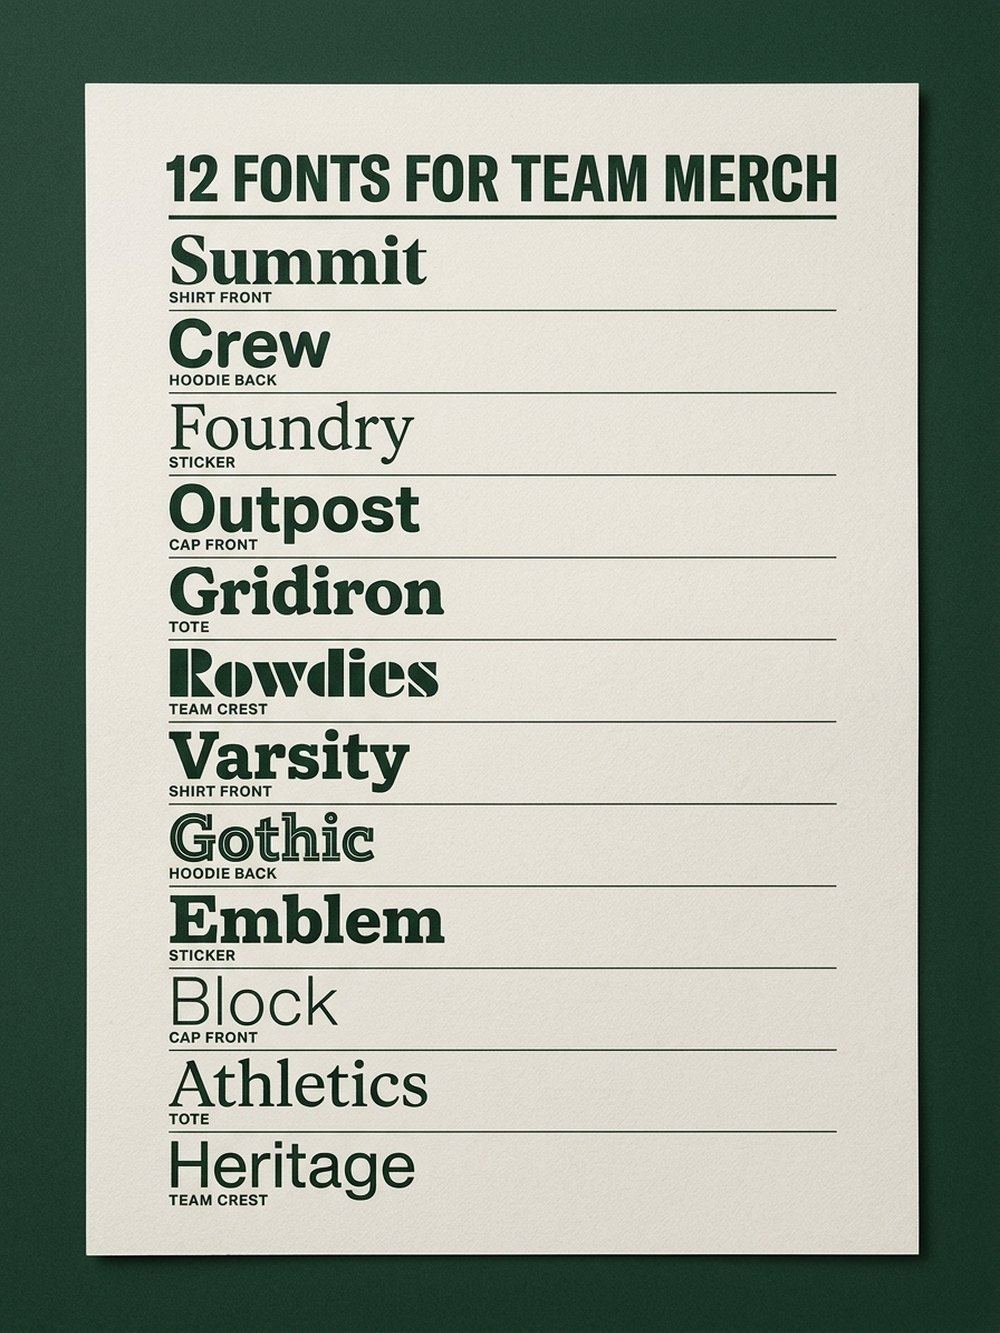 12 FONTS FOR TEAM MERCH
Summit
SHIRT FRONT
Crew
HOODIE BACK
Foundry
STICKER
Outpost
CAP FRONT
Gridiron
TOTE
Rowdies
TEAM CREST
Varsity
SHIRT FRONT
Gothic
HOODIE BACK
Emblem
STICKER
Block
CAP FRONT
Athletics
TOTE
Heritage
TEAM CREST